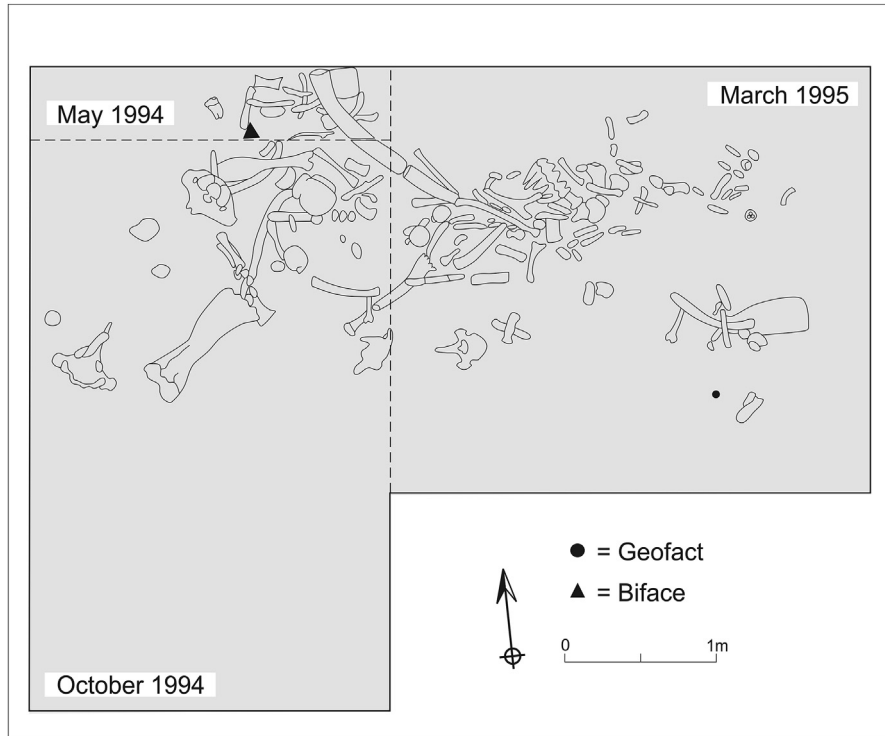 May 1994
March 1995
● = Geofact
▲ = Biface
0 1m
October 1994